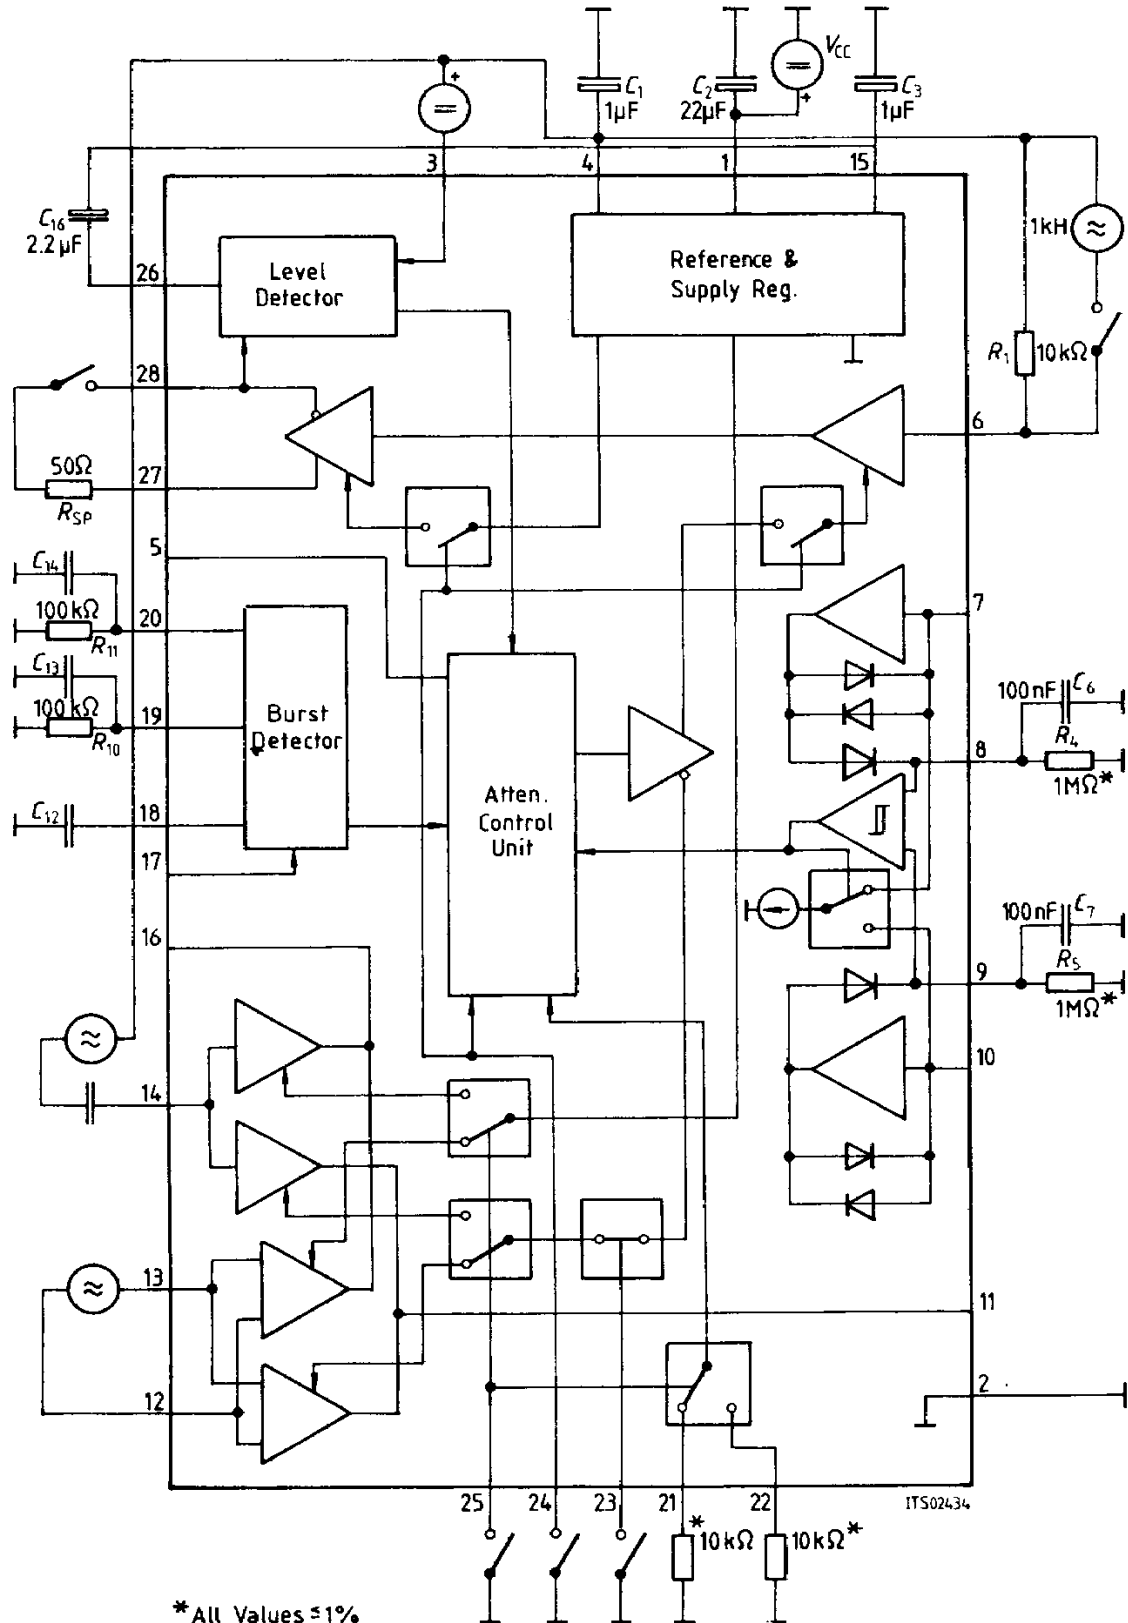 V_CC
C_1
1µF
C_2
22µF
C_3
1µF
3
4
1
15
C_16
2.2µF
26
Level
Detector
Reference &
Supply Reg.
1kH
R_1
10kΩ
28
6
50Ω
R_SP
27
5
C_14
100kΩ
R_11
20
7
C_13
100kΩ
R_10
19
Burst
Detector
100nF
C_6
R_4
1MΩ*
8
C_12
18
Atten.
Control
Unit
17
16
100nF
C_7
R_5
1MΩ*
9
14
10
13
11
12
2
25
24
23
21
22
ITS02434
*
10kΩ
10kΩ*
*All Values ≤1%